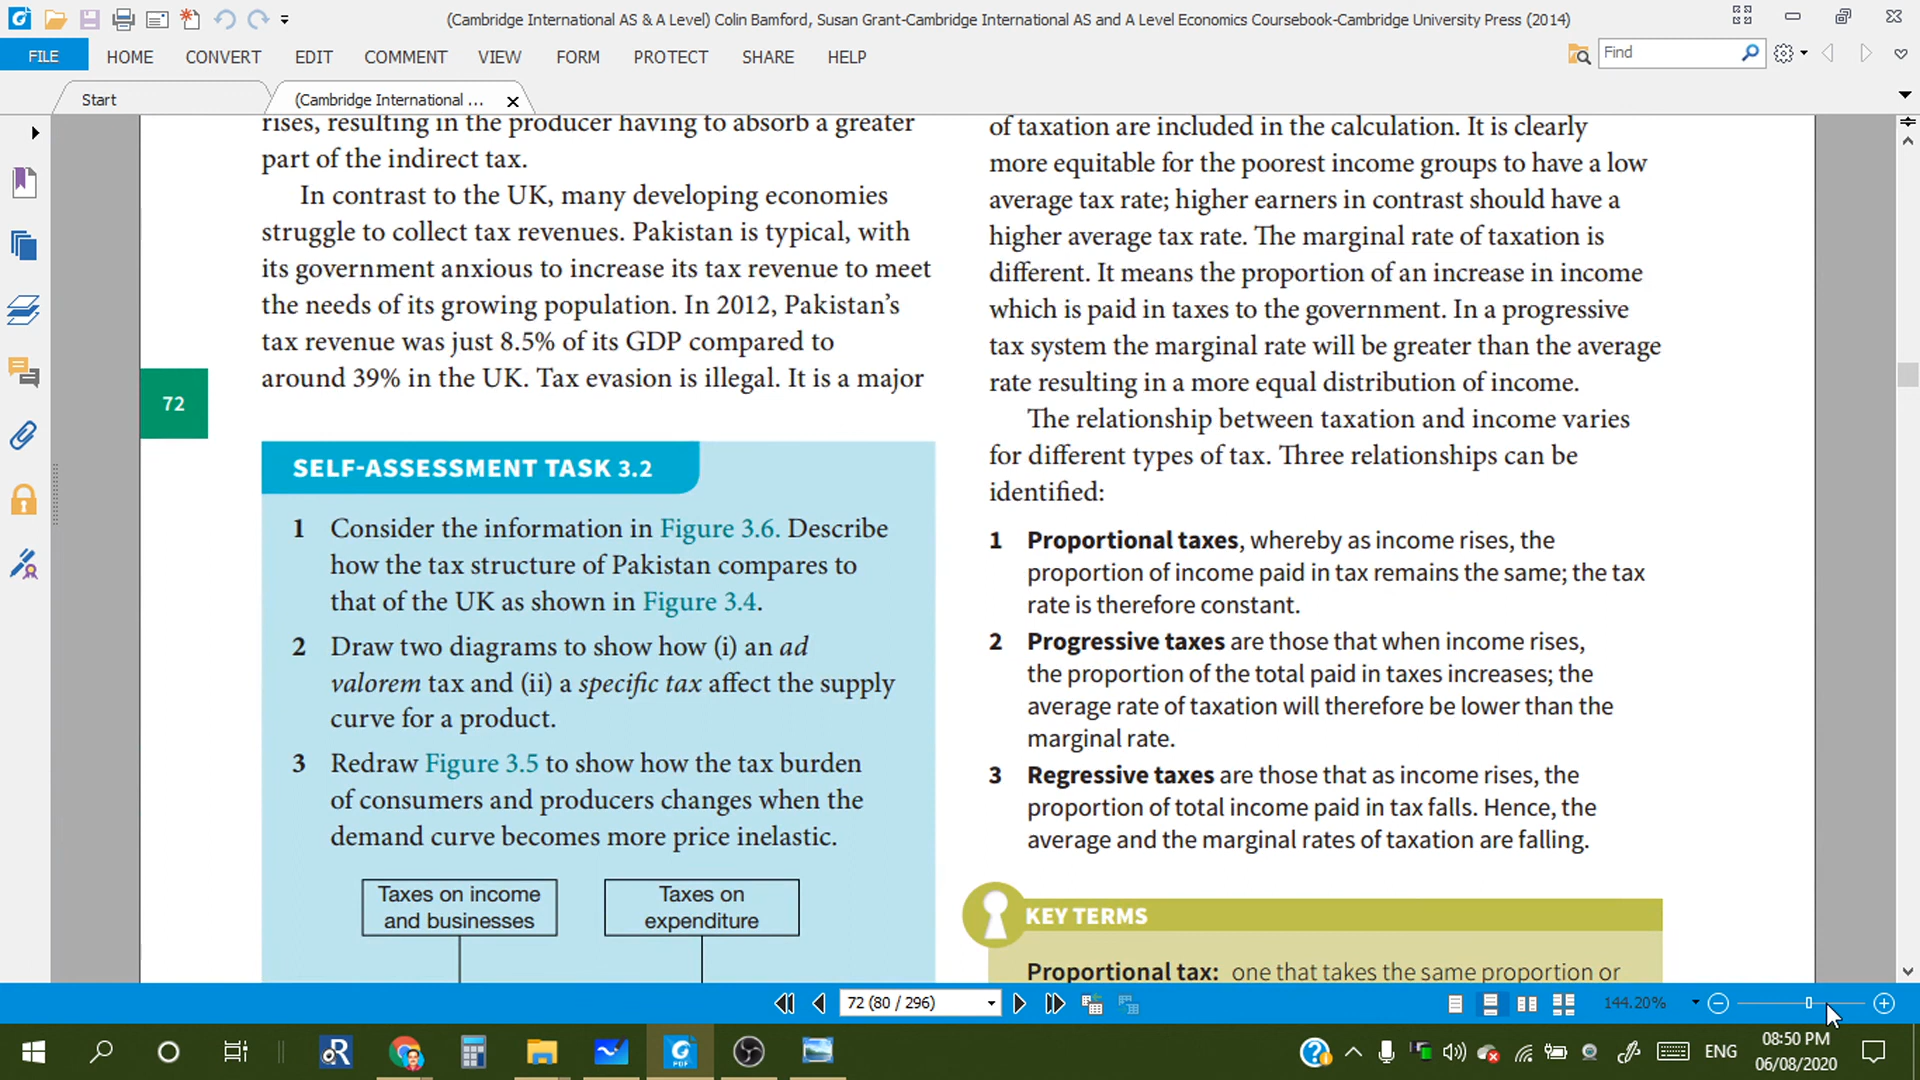 (Cambridge International AS & A Level) Colin Bamford, Susan Grant-Cambridge International AS and A Level Economics Coursebook-Cambridge University Press (2014)
FILE HOME CONVERT EDIT COMMENT VIEW FORM PROTECT SHARE HELP
Find
Start
(Cambridge International ...
rises, resulting in the producer having to absorb a greater
part of the indirect tax.
In contrast to the UK, many developing economies
struggle to collect tax revenues. Pakistan is typical, with
its government anxious to increase its tax revenue to meet
the needs of its growing population. In 2012, Pakistan's
tax revenue was just 8.5% of its GDP compared to
around 39% in the UK. Tax evasion is illegal. It is a major
72
SELF-ASSESSMENT TASK 3.2
1 Consider the information in Figure 3.6. Describe
how the tax structure of Pakistan compares to
that of the UK as shown in Figure 3.4.
2 Draw two diagrams to show how (i) an ad
valorem tax and (ii) a specific tax affect the supply
curve for a product.
3 Redraw Figure 3.5 to show how the tax burden
of consumers and producers changes when the
demand curve becomes more price inelastic.
Taxes on income
and businesses
Taxes on
expenditure
of taxation are included in the calculation. It is clearly
more equitable for the poorest income groups to have a low
average tax rate; higher earners in contrast should have a
higher average tax rate. The marginal rate of taxation is
different. It means the proportion of an increase in income
which is paid in taxes to the government. In a progressive
tax system the marginal rate will be greater than the average
rate resulting in a more equal distribution of income.
The relationship between taxation and income varies
for different types of tax. Three relationships can be
identified:
1 Proportional taxes, whereby as income rises, the
proportion of income paid in tax remains the same; the tax
rate is therefore constant.
2 Progressive taxes are those that when income rises,
the proportion of the total paid in taxes increases; the
average rate of taxation will therefore be lower than the
marginal rate.
3 Regressive taxes are those that as income rises, the
proportion of total income paid in tax falls. Hence, the
average and the marginal rates of taxation are falling.
KEY TERMS
Proportional tax: one that takes the same proportion or
72 (80 / 296)
144.20%
ENG
08:50 PM
06/08/2020